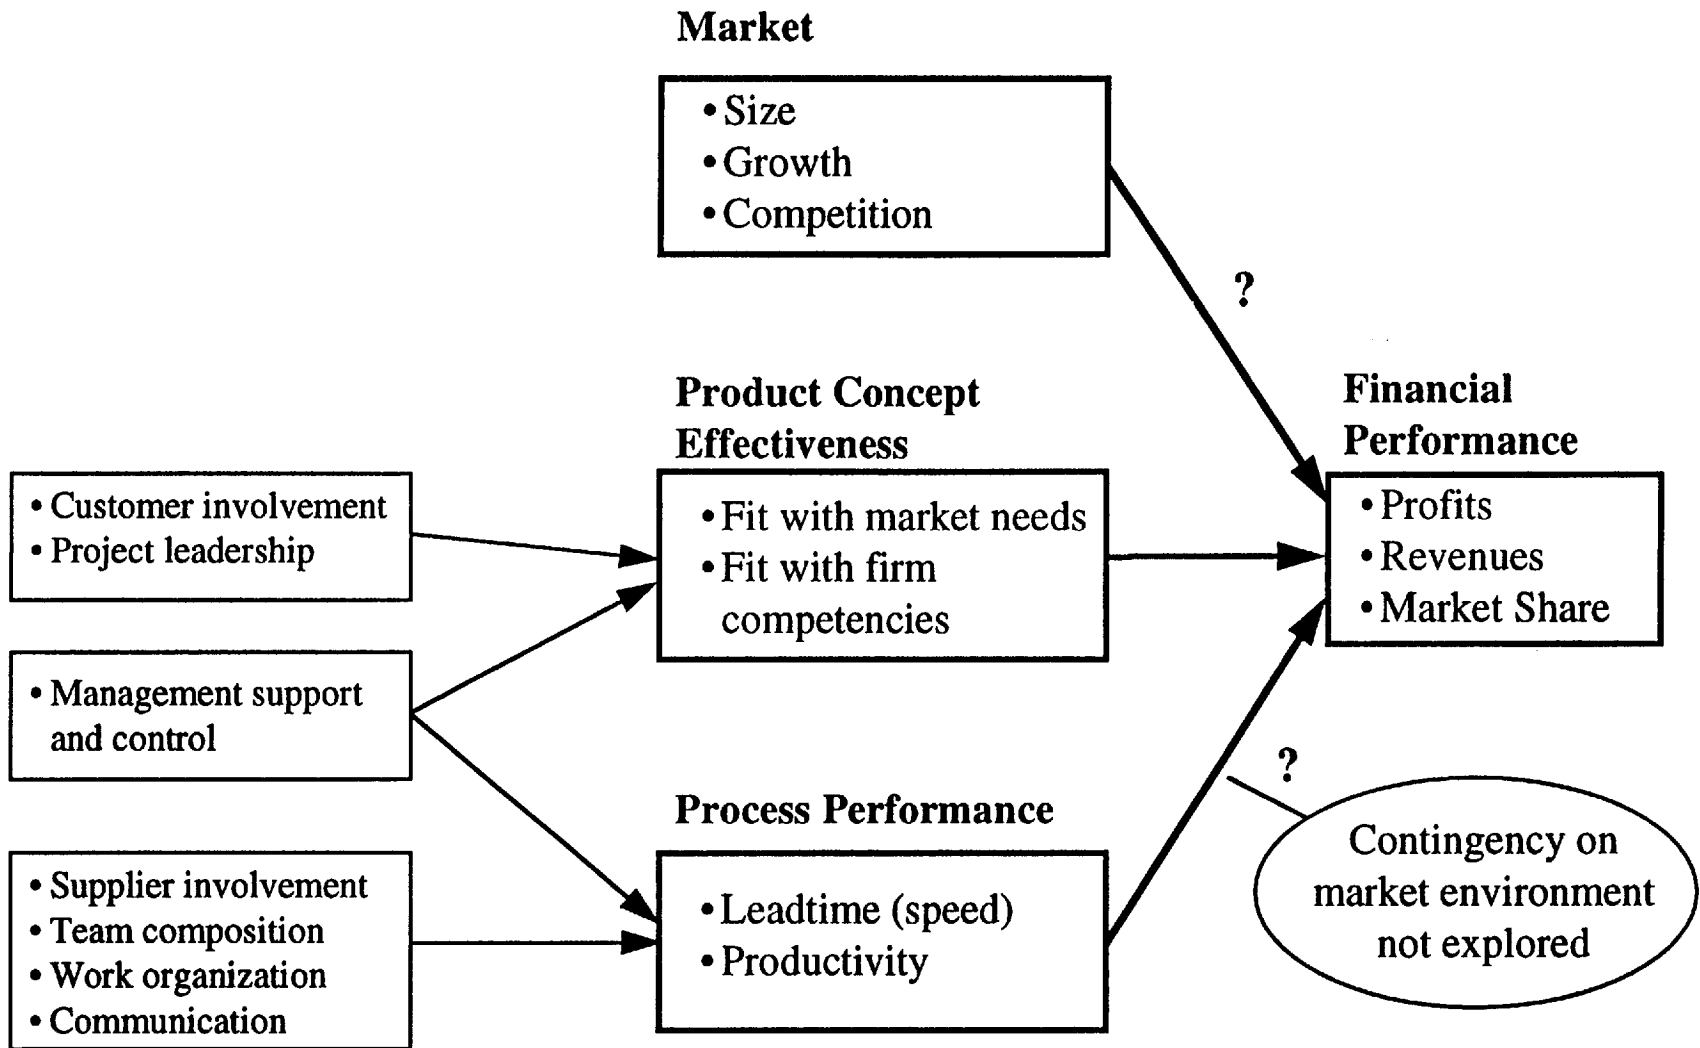 Market
• Size
• Growth
• Competition
?
Product Concept
Effectiveness
• Fit with market needs
• Fit with firm
competencies
Financial
Performance
• Profits
• Revenues
• Market Share
• Customer involvement
• Project leadership
• Management support
and control
• Supplier involvement
• Team composition
• Work organization
• Communication
Process Performance
• Leadtime (speed)
• Productivity
?
Contingency on
market environment
not explored